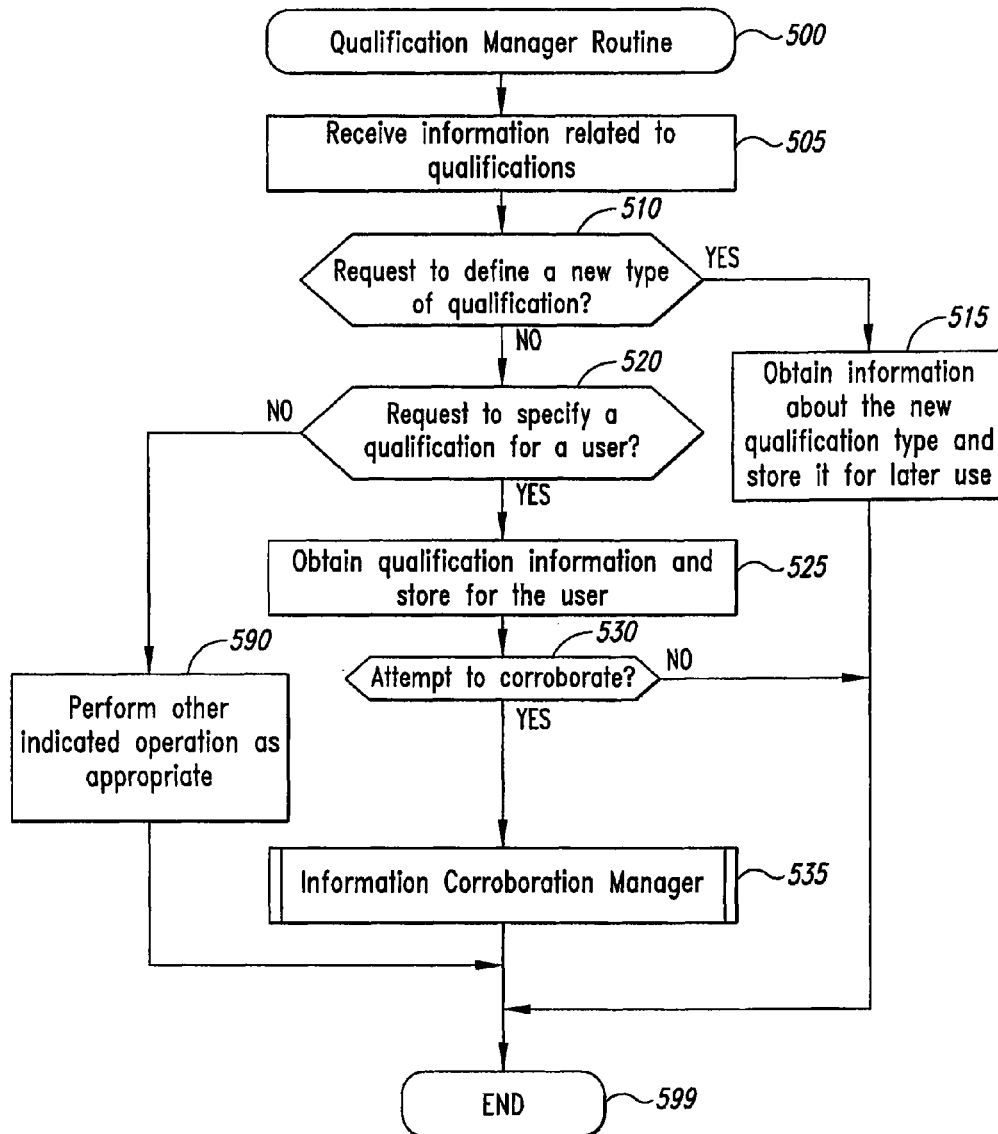 Qualification Manager Routine
500
Receive information related to
qualifications
505
510
Request to define a new type
of qualification?
YES
NO
515
Obtain information
about the new
qualification type and
store it for later use
520
Request to specify a
qualification for a user?
NO
YES
Obtain qualification information and
store for the user
525
530
Attempt to corroborate?
NO
YES
590
Perform other
indicated operation as
appropriate
Information Corroboration Manager
535
END
599